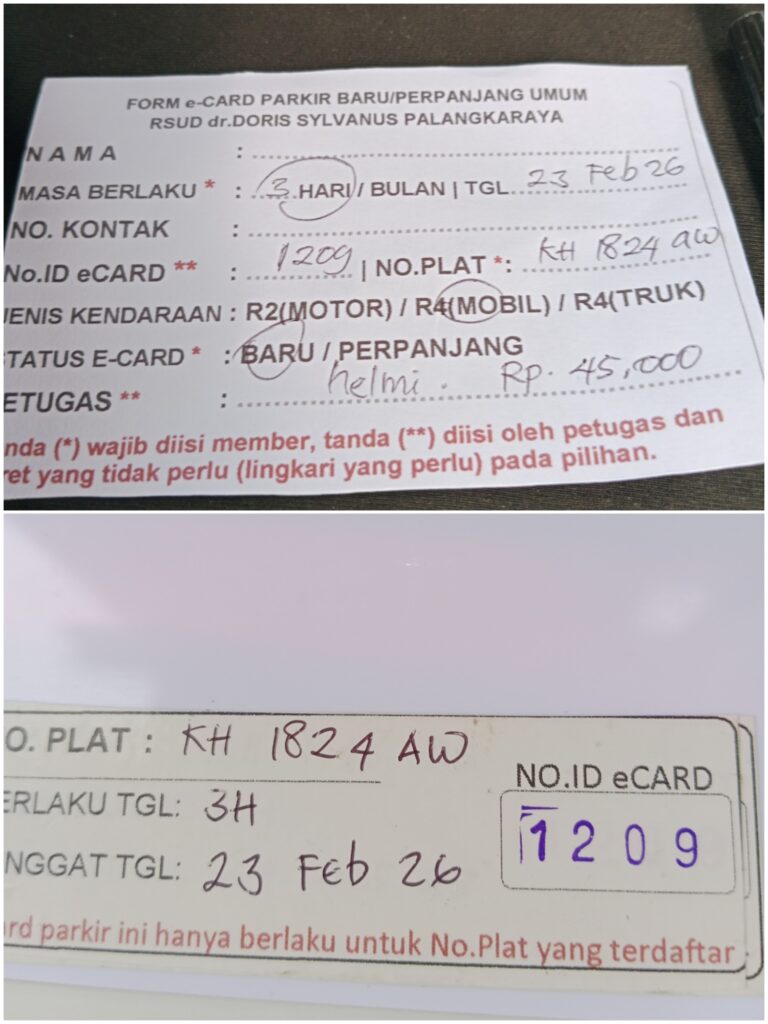 FORM e-CARD PARKIR BARU/PERPANJANG UMUM
RSUD dr.DORIS SYLVANUS PALANGKARAYA
NAMA :
MASA BERLAKU * : 3 HARI / BULAN | TGL. 23 Feb 26
NO. KONTAK :
No.ID eCARD ** : 1209 | NO.PLAT *: KH 1824 AW
JENIS KENDARAAN : R2(MOTOR) / R4(MOBIL) / R4(TRUK)
TATUS E-CARD * : BARU / PERPANJANG
ETUGAS ** : helmi . Rp. 45,000
nda (*) wajib diisi member, tanda (**) diisi oleh petugas dan
ret yang tidak perlu (lingkari yang perlu) pada pilihan.
O. PLAT : KH 1824 AW
NO.ID eCARD
ERLAKU TGL: 3H
1209
NGGAT TGL: 23 Feb 26
ard parkir ini hanya berlaku untuk No.Plat yang terdaftar